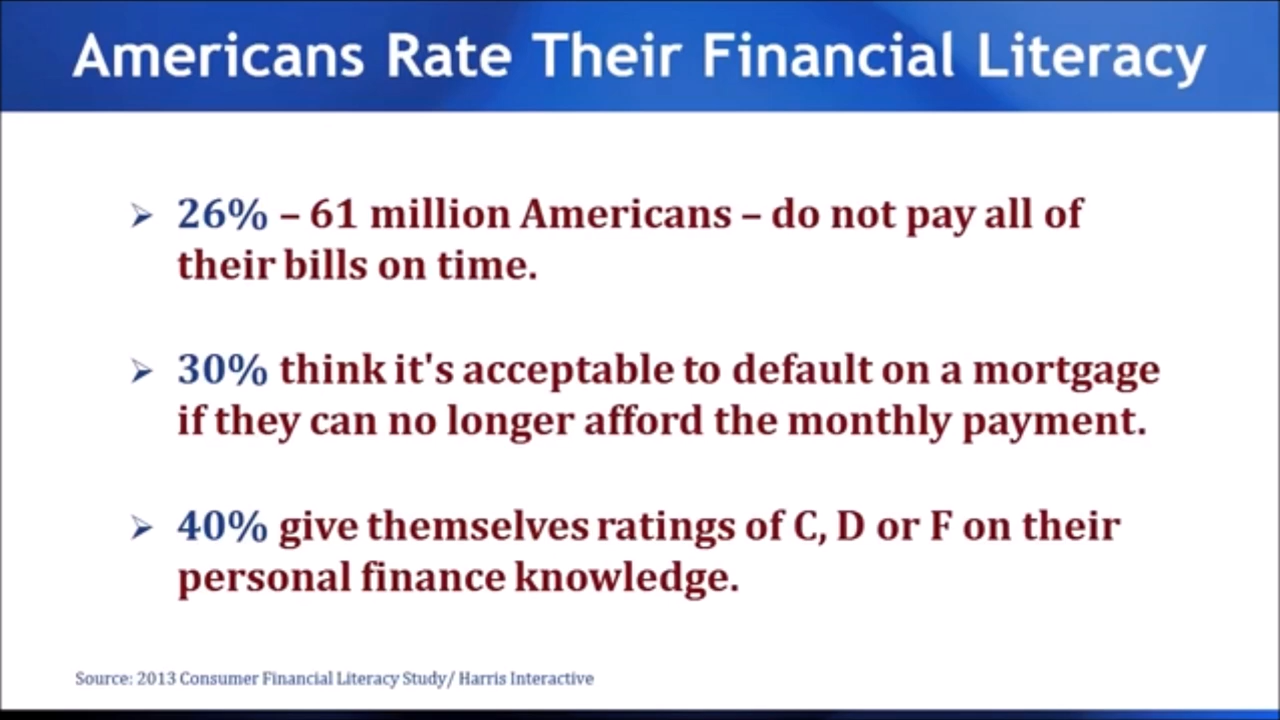 Americans Rate Their Financial Literacy
26% – 61 million Americans – do not pay all of
their bills on time.
30% think it's acceptable to default on a mortgage
if they can no longer afford the monthly payment.
40% give themselves ratings of C, D or F on their
personal finance knowledge.
Source: 2013 Consumer Financial Literacy Study/ Harris Interactive